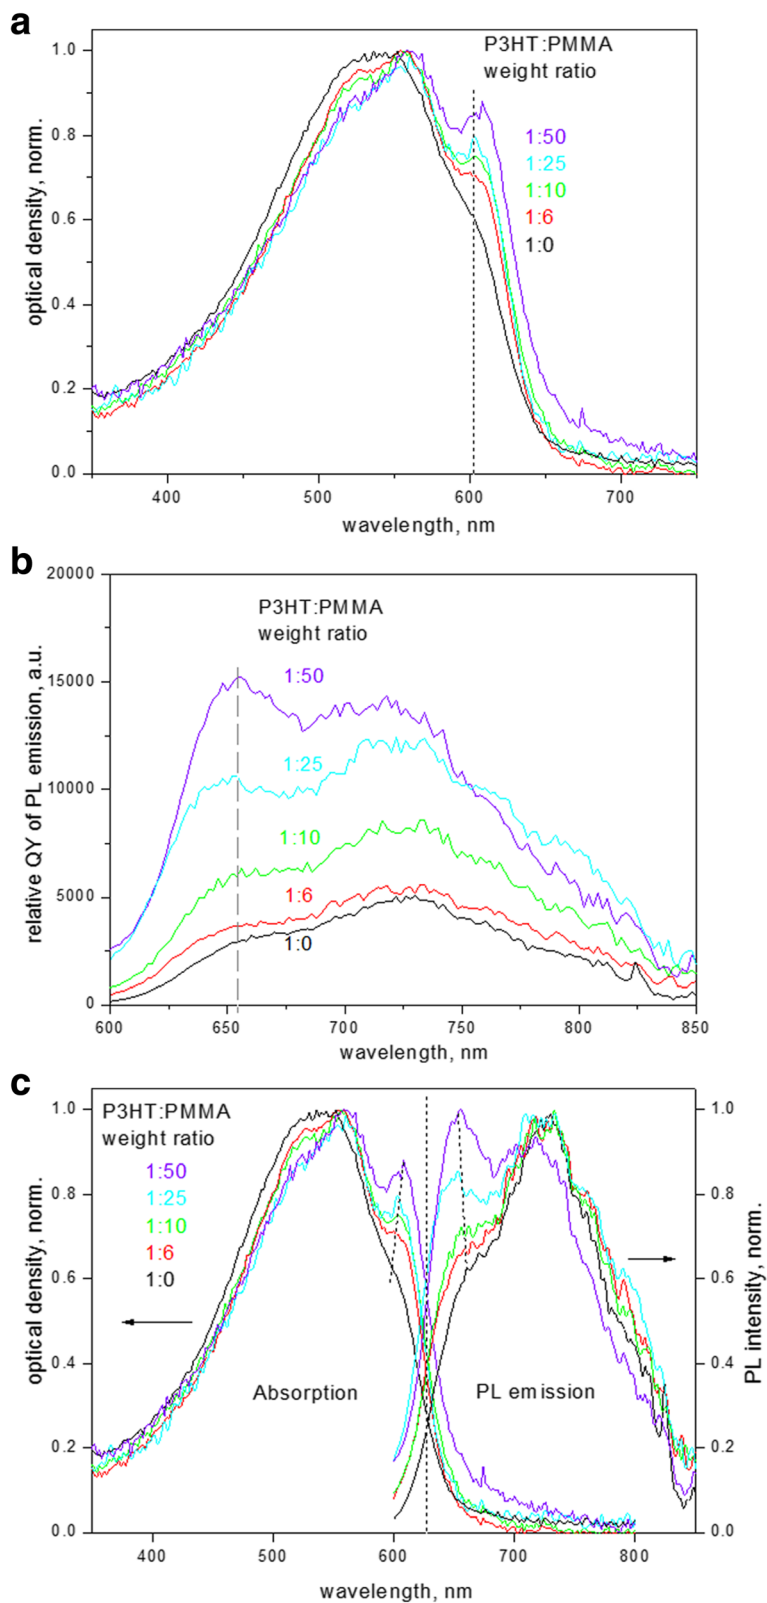 a
P3HT:PMMA
weight ratio
1:50
1:25
1:10
1:6
1:0
optical density, norm.
1.0
0.8
0.6
0.4
0.2
0.0
400 500 600 700
wavelength, nm
b
P3HT:PMMA
weight ratio
1:50
1:25
1:10
1:6
1:0
relative QY of PL emission, a.u.
20000
15000
10000
5000
0
600 650 700 750 800 850
wavelength, nm
c
P3HT:PMMA
weight ratio
1:50
1:25
1:10
1:6
1:0
Absorption
PL emission
optical density, norm.
1.0
0.8
0.6
0.4
0.2
0.0
PL intensity, norm.
1.0
0.8
0.6
0.4
0.2
0.0
400 500 600 700 800
wavelength, nm